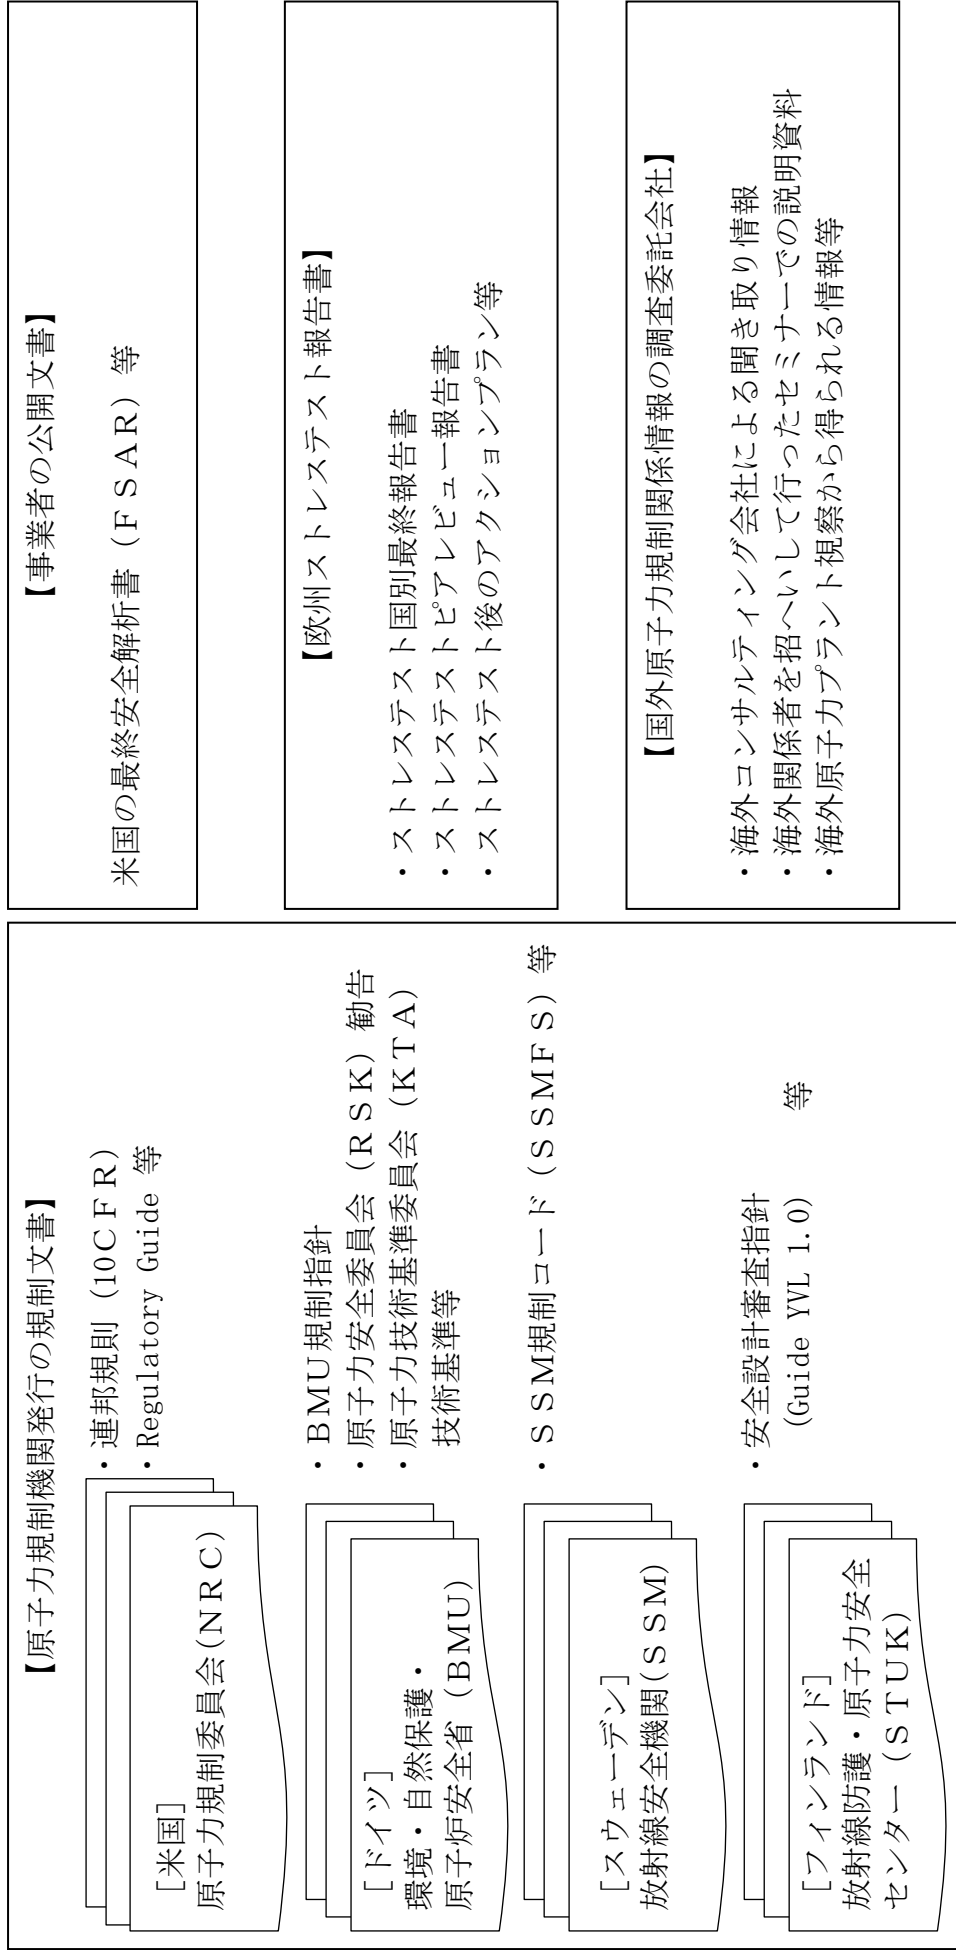 【原子力規制機関発行の規制文書】
[米国]
原子力規制委員会(ＮＲＣ)
・連邦規則（10ＣＦＲ）
・Regulatory Guide 等
[ドイツ]
環境・自然保護・
原子炉安全省（ＢＭＵ）
・ＢＭＵ規制指針
・原子力安全委員会（ＲＳＫ）勧告
・原子力技術基準委員会（ＫＴＡ）
技術基準等
[スウェーデン]
放射線安全機関(ＳＳＭ)
・ＳＳＭ規制コード（ＳＳＭＦＳ）等
[フィンランド]
放射線防護・原子力安全
センター（ＳＴＵＫ）
・安全設計審査指針
(Guide YVL 1.0) 等
【事業者の公開文書】
米国の最終安全解析書（ＦＳＡＲ）等
【欧州ストレステスト報告書】
・ストレステスト国別最終報告書
・ストレステストピアレビュー報告書
・ストレステスト後のアクションプラン等
【国外原子力規制関係情報の調査委託会社】
・海外コンサルティング会社による聞き取り情報
・海外関係者を招へいして行ったセミナーでの説明資料
・海外原子力プラント視察から得られる情報等